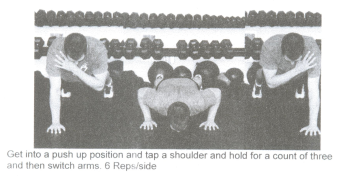 Get into a push up position and tap a shoulder and hold for a count of three
and then switch arms. 6 Reps/side